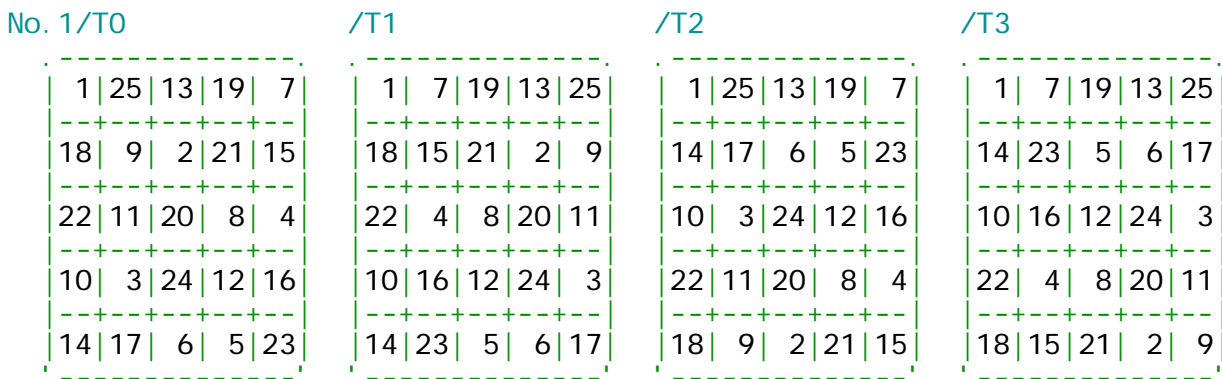 No. 1/T0 /T1 /T2 /T3
.--------------. .--------------. .--------------. .--------------.
| 1|25|13|19| 7| | 1| 7|19|13|25| | 1|25|13|19| 7| | 1| 7|19|13|25|
|--+--+--+--+--| |--+--+--+--+--| |--+--+--+--+--| |--+--+--+--+--|
|18| 9| 2|21|15| |18|15|21| 2| 9| |14|17| 6| 5|23| |14|23| 5| 6|17|
|--+--+--+--+--| |--+--+--+--+--| |--+--+--+--+--| |--+--+--+--+--|
|22|11|20| 8| 4| |22| 4| 8|20|11| |10| 3|24|12|16| |10|16|12|24| 3|
|--+--+--+--+--| |--+--+--+--+--| |--+--+--+--+--| |--+--+--+--+--|
|10| 3|24|12|16| |10|16|12|24| 3| |22|11|20| 8| 4| |22| 4| 8|20|11|
|--+--+--+--+--| |--+--+--+--+--| |--+--+--+--+--| |--+--+--+--+--|
|14|17| 6| 5|23| |14|23| 5| 6|17| |18| 9| 2|21|15| |18|15|21| 2| 9|
'--------------' '--------------' '--------------' '--------------'